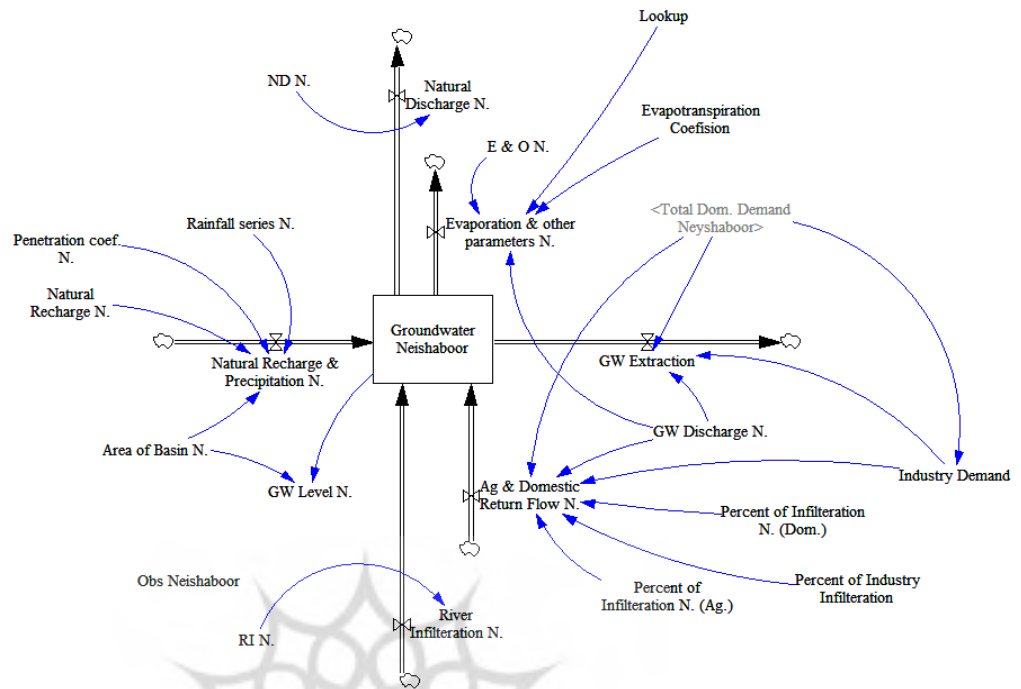 Lookup
ND N.
Natural
Discharge N.
Evapotranspiration
Coefision
E & O N.
<Total Dom. Demand
Neyshaboor>
Rainfall series N.
Evaporation & other
parameters N.
Penetration coef.
N.
Natural
Recharge N.
Groundwater
Neishaboor
Natural Recharge &
Precipitation N.
GW Extraction
GW Discharge N.
Area of Basin N.
GW Level N.
Industry Demand
Ag & Domestic
Return Flow N.
Percent of Infilteration
N. (Dom.)
Obs Neishaboor
Percent of
Infilteration N. (Ag.)
Percent of Industry
Infilteration
RI N.
River
Infilteration N.